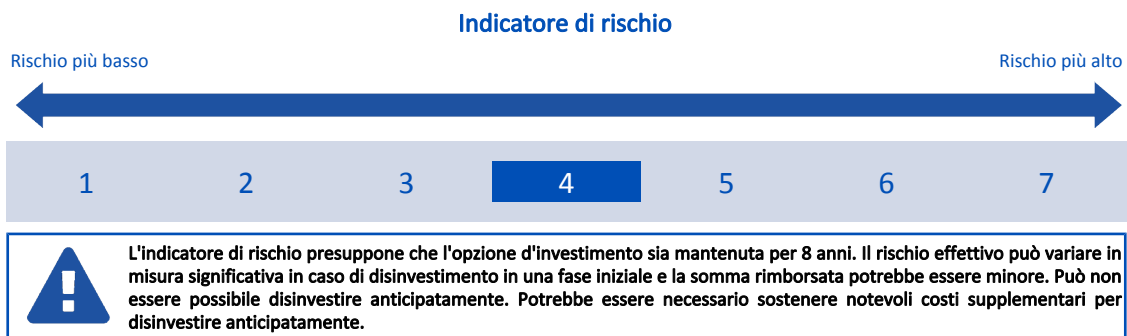 Indicatore di rischio
Rischio più basso Rischio più alto
1 2 3 4 5 6 7
L'indicatore di rischio presuppone che l'opzione d'investimento sia mantenuta per 8 anni. Il rischio effettivo può variare in
misura significativa in caso di disinvestimento in una fase iniziale e la somma rimborsata potrebbe essere minore. Può non
essere possibile disinvestire anticipatamente. Potrebbe essere necessario sostenere notevoli costi supplementari per
disinvestire anticipatamente.